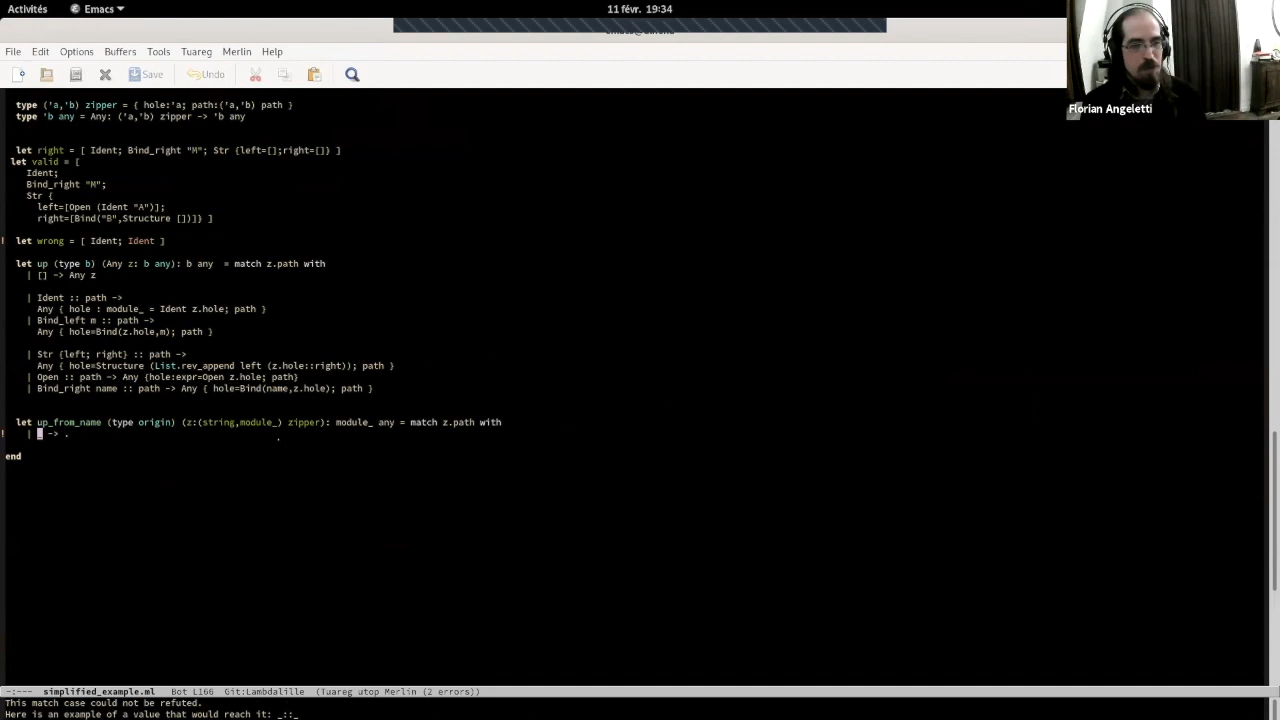 Activités
Emacs
11 févr. 19:34
File Edit Options Buffers Tools Tuareg Merlin Help
Save Undo
Florian Angeletti
type ('a,'b) zipper = { hole:'a; path:('a,'b) path }
type 'b any = Any: ('a,'b) zipper -> 'b any
let right = [ Ident; Bind_right "M"; Str {left=[];right=[]} ]
let valid = [
Ident;
Bind_right "M";
Str {
left=[Open (Ident "A")];
right=[Bind("B",Structure [])]} ]
! let wrong = [ Ident; Ident ]
let up (type b) (Any z: b any): b any = match z.path with
| [] -> Any z
| Ident :: path ->
Any { hole : module_ = Ident z.hole; path }
| Bind_left m :: path ->
Any { hole=Bind(z.hole,m); path }
| Str {left; right} :: path ->
Any { hole=Structure (List.rev_append left (z.hole::right)); path }
| Open :: path -> Any {hole:expr=Open z.hole; path}
| Bind_right name :: path -> Any { hole=Bind(name,z.hole); path }
let up_from_name (type origin) (z:(string,module_) zipper): module_ any = match z.path with
! | _ -> .
end
-:--- simplified_example.ml Bot L166 Git:Lambdalille (Tuareg utop Merlin (2 errors))
This match case could not be refuted.
Here is an example of a value that would reach it: _::_